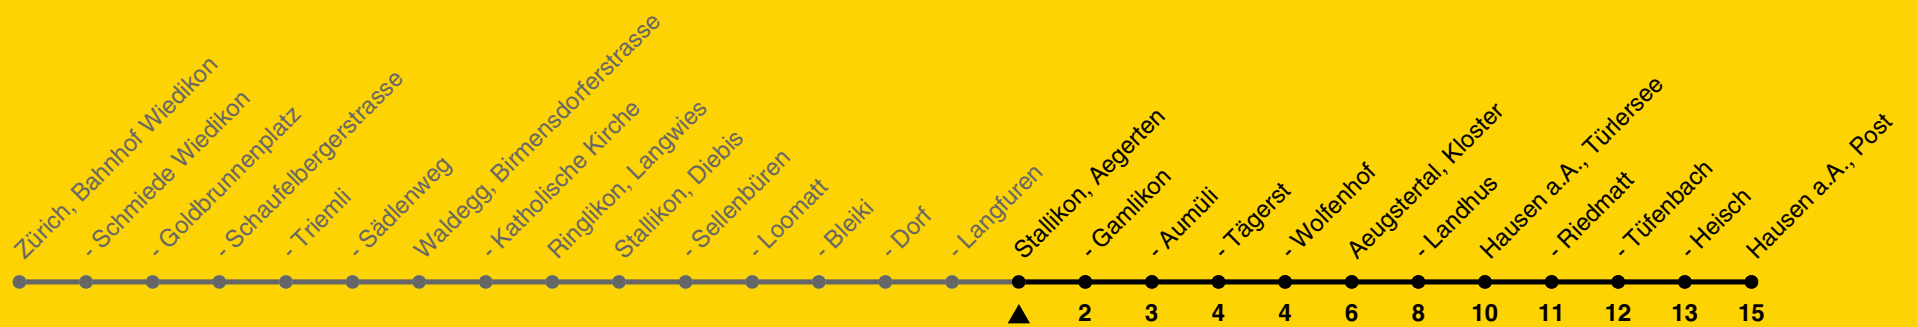 Zürich, Bahnhof Wiedikon
- Schmiede Wiedikon
- Goldbrunnenplatz
- Schaufelbergerstrasse
- Triemli
- Sädlenweg
Waldegg, Birmensdorferstrasse
- Katholische Kirche
Ringlikon, Langwies
Stallikon, Diebis
- Sellenbüren
- Loomatt
- Bleiki
- Dorf
- Langfuren
Stallikon, Aegerten
- Gamlikon
- Aumüli
- Tägerst
- Wolfenhof
Aeugstertal, Kloster
- Landhus
Hausen a.A., Türlersee
- Riedmatt
- Tüfenbach
- Heisch
Hausen a.A., Post
2 3 4 4 6 8 10 11 12 13 15